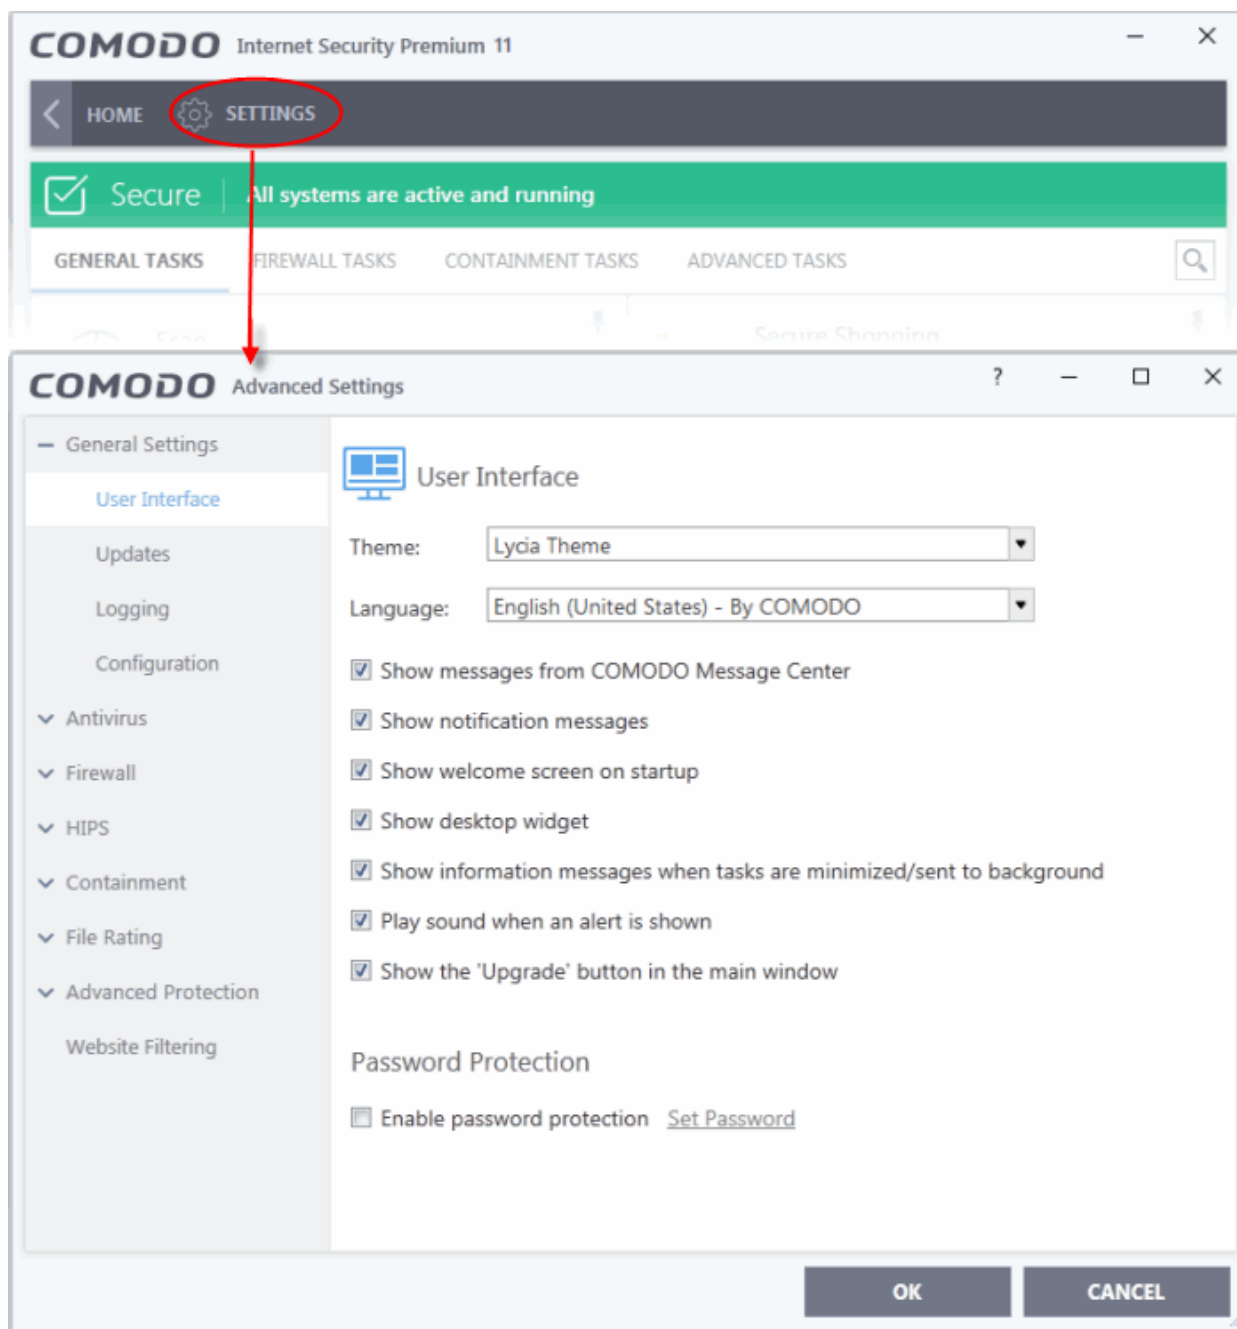 COMODO Internet Security Premium 11
HOME SETTINGS
Secure All systems are active and running
GENERAL TASKS FIREWALL TASKS CONTAINMENT TASKS ADVANCED TASKS
Scan Secure Shopping
COMODO Advanced Settings ?
General Settings
User Interface
Updates
Logging
Configuration
Antivirus
Firewall
HIPS
Containment
File Rating
Advanced Protection
Website Filtering
User Interface
Theme: Lycia Theme
Language: English (United States) - By COMODO
Show messages from COMODO Message Center
Show notification messages
Show welcome screen on startup
Show desktop widget
Show information messages when tasks are minimized/sent to background
Play sound when an alert is shown
Show the 'Upgrade' button in the main window
Password Protection
Enable password protection Set Password
OK CANCEL